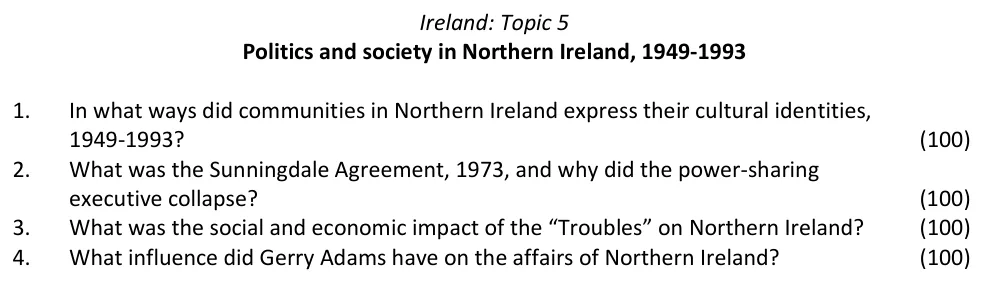 Ireland: Topic 5
Politics and society in Northern Ireland, 1949-1993
1. In what ways did communities in Northern Ireland express their cultural identities,
1949-1993? (100)
2. What was the Sunningdale Agreement, 1973, and why did the power-sharing
executive collapse? (100)
3. What was the social and economic impact of the “Troubles” on Northern Ireland? (100)
4. What influence did Gerry Adams have on the affairs of Northern Ireland? (100)